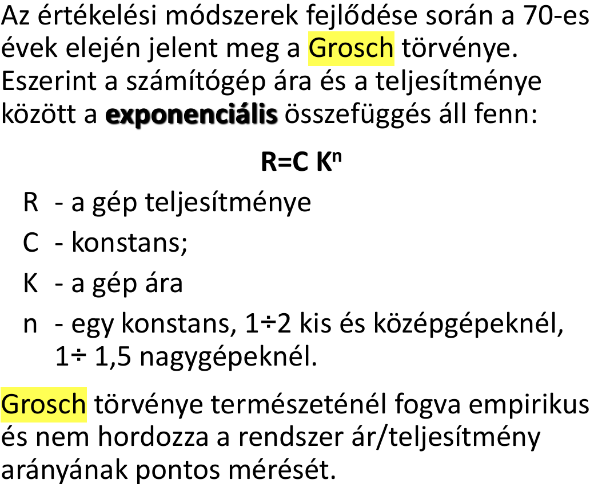 Az értékelési módszerek fejlődése során a 70-es
évek elején jelent meg a Grosch törvénye.
Eszerint a számítógép ára és a teljesítménye
között a exponenciális összefüggés áll fenn:
R=C Kⁿ
R - a gép teljesítménye
C - konstans;
K - a gép ára
n - egy konstans, 1÷2 kis és középgépeknél,
1÷ 1,5 nagygépeknél.
Grosch törvénye természeténél fogva empirikus
és nem hordozza a rendszer ár/teljesítmény
arányának pontos mérését.